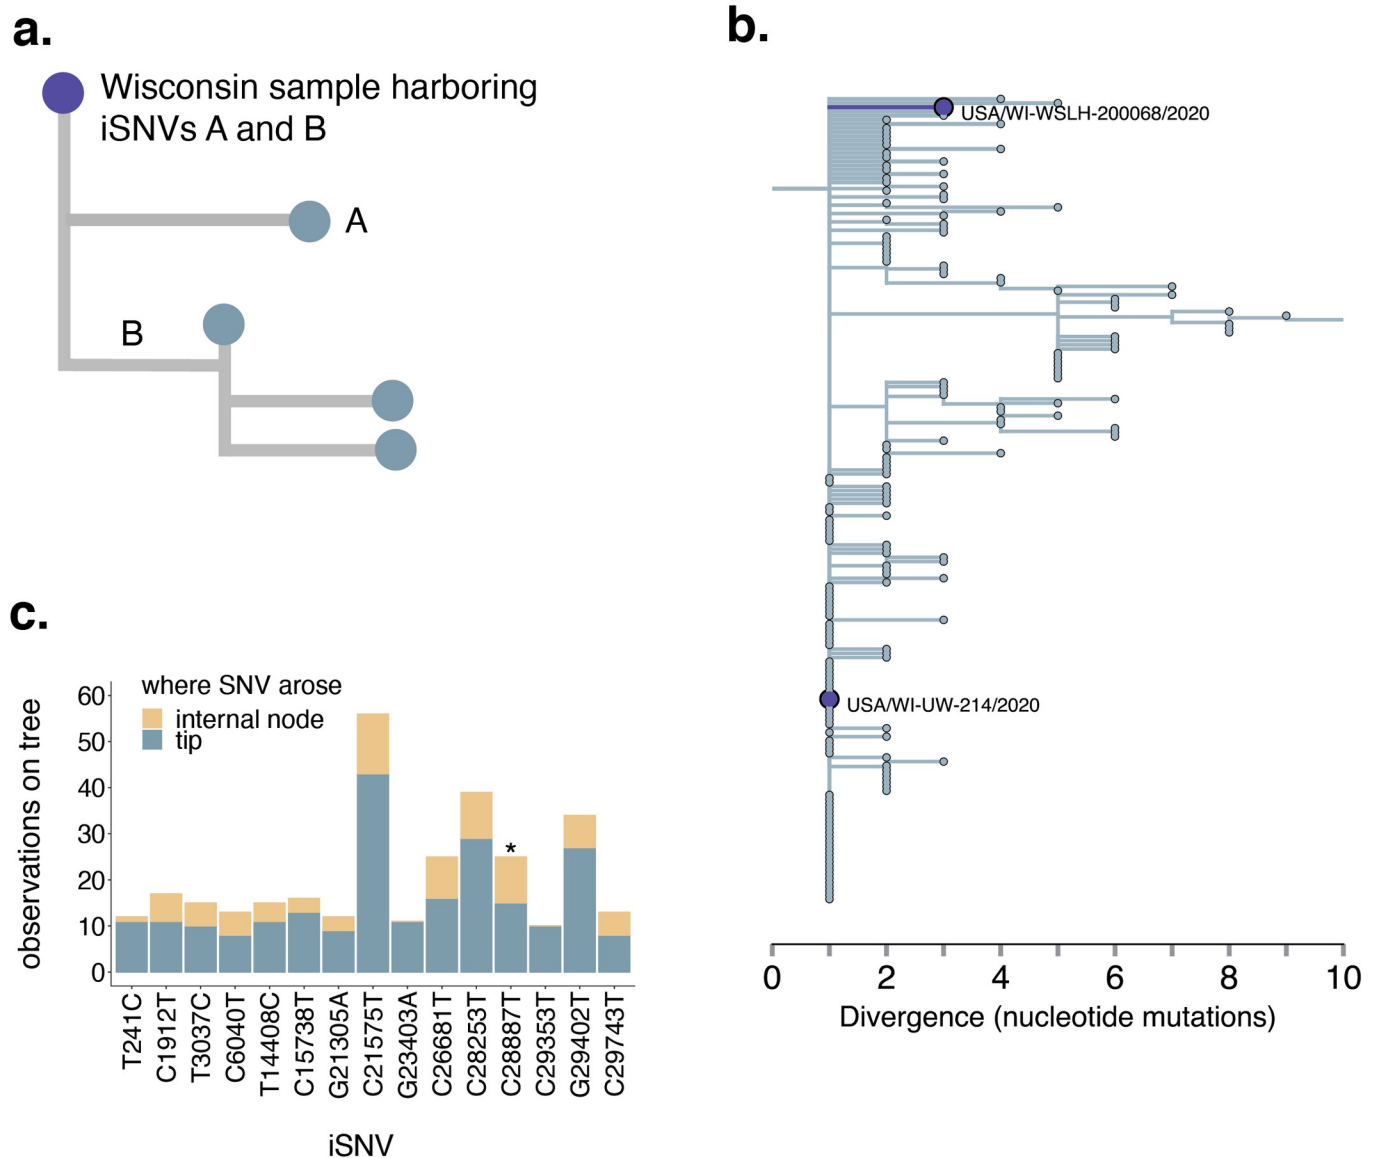 a.
Wisconsin sample harboring
iSNVs A and B
A
B
b.
USA/WI-WSLH-200068/2020
USA/WI-UW-214/2020
0 2 4 6 8 10
Divergence (nucleotide mutations)
c.
where SNV arose
internal node
tip
observations on tree
60
50
40
30
20
10
0
*
T241C
C1912T
T3037C
C6040T
T14408C
C15738T
G21305A
C21575T
G23403A
C26681T
C28253T
C28887T
C29353T
G29402T
C29743T
iSNV